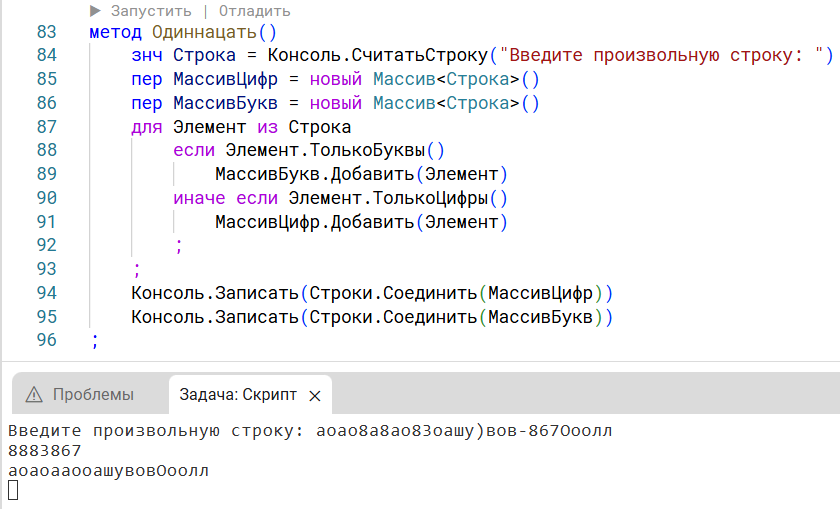 Запустить | Отладить
83 метод Одиннацать()
84 знч Строка = Консоль.СчитатьСтроку("Введите произвольную строку: ")
85 пер МассивЦифр = новый Массив<Строка>()
86 пер МассивБукв = новый Массив<Строка>()
87 для Элемент из Строка
88 если Элемент.ТолькоБуквы()
89 МассивБукв.Добавить(Элемент)
90 иначе если Элемент.ТолькоЦифры()
91 МассивЦифр.Добавить(Элемент)
92 ;
93 ;
94 Консоль.Записать(Строки.Соединить(МассивЦифр))
95 Консоль.Записать(Строки.Соединить(МассивБукв))
96 ;
Проблемы Задача: Скрипт
Введите произвольную строку: аоао8а8ао83оашу)вов-867Ооолл
8883867
аоаоааооашувовОоолл